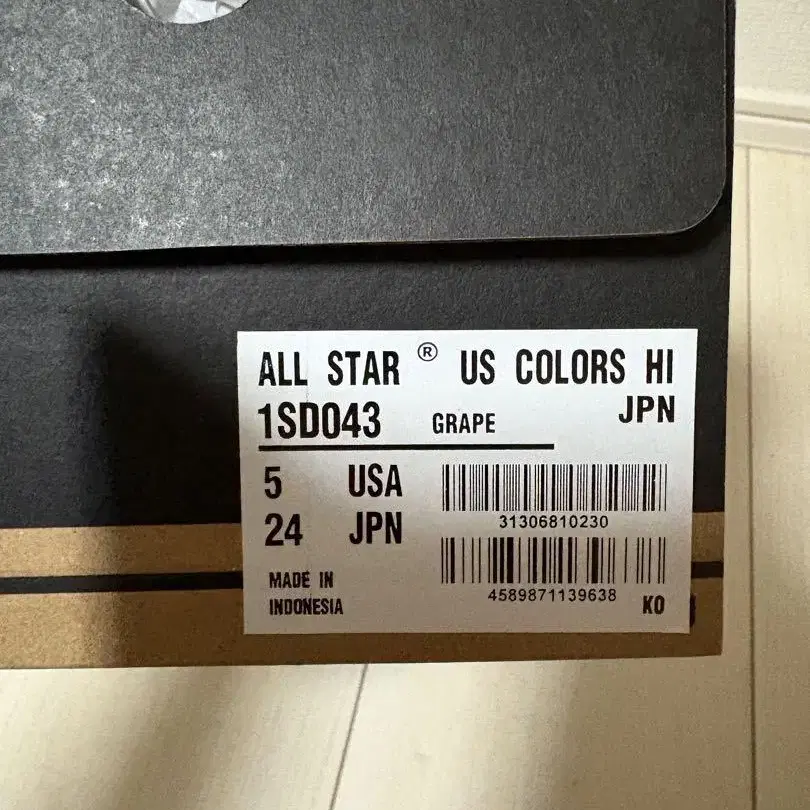 ALL STAR ® US COLORS HI
1SD043 GRAPE JPN
5 USA
24 JPN
31306810230
MADE IN
INDONESIA
4589871139638
KO